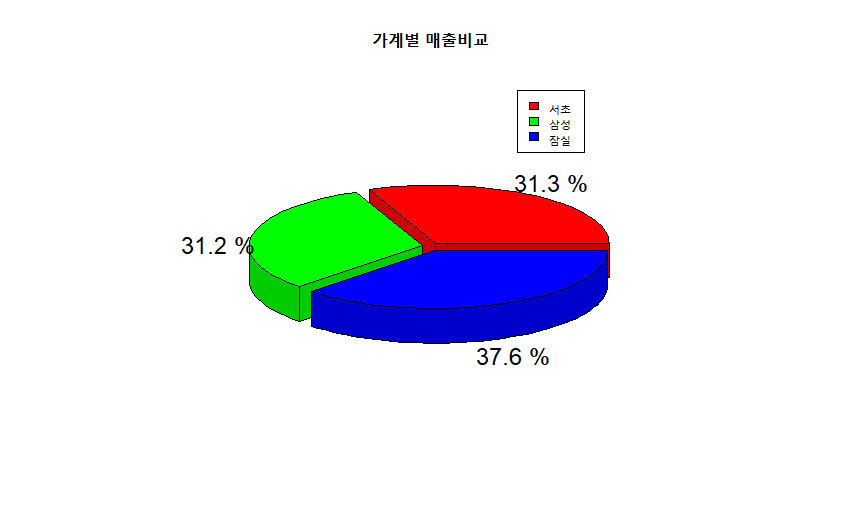 가계별 매출비교
서초
삼성
잠실
31.3 %
31.2 %
37.6 %